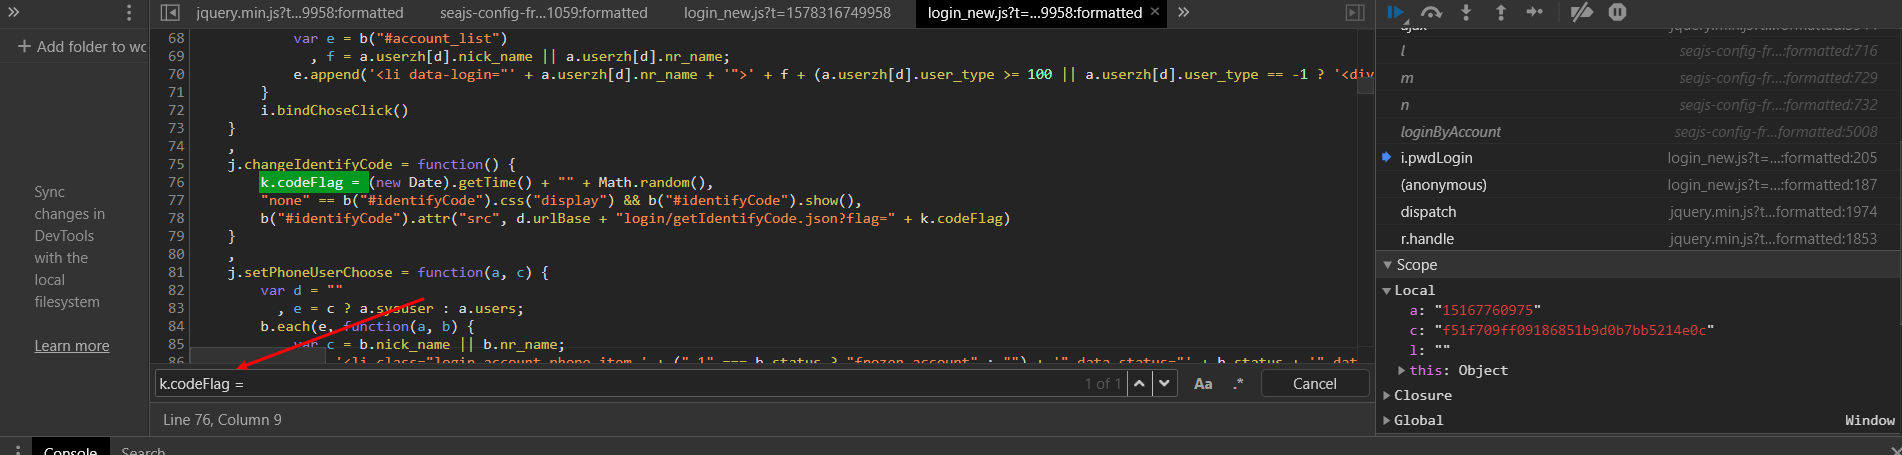 jquery.min.js?t...9958:formatted seajs-config-fr...1059:formatted login_new.js?t=1578316749958 login_new.js?t=...9958:formatted × »
» + Add folder to wc
Sync
changes in
DevTools
with the
local
filesystem
Learn more
68 var e = b("#account_list")
69 , f = a.userzh[d].nick_name || a.userzh[d].nr_name;
70 e.append('<li data-login="' + a.userzh[d].nr_name + '">' + f + (a.userzh[d].user_type >= 100 || a.userzh[d].user_type == -1 ? '<div
71 }
72 i.bindChoseClick()
73 }
74 ,
75 j.changeIdentifyCode = function() {
76 k.codeFlag = (new Date).getTime() + "" + Math.random(),
77 "none" == b("#identifyCode").css("display") && b("#identifyCode").show(),
78 b("#identifyCode").attr("src", d.urlBase + "login/getIdentifyCode.json?flag=" + k.codeFlag)
79 }
80 ,
81 j.setPhoneUserChoose = function(a, c) {
82 var d = ""
83 , e = c ? a.sysuser : a.users;
84 b.each(e, function(a, b) {
85 var c = b.nick_name || b.nr_name;
k.codeFlag = 1 of 1 Aa .* Cancel
Line 76, Column 9
Console Search
l seajs-config-fr...formatted:716
m seajs-config-fr...formatted:729
n seajs-config-fr...formatted:732
loginByAccount seajs-config-fr...formatted:5008
i.pwdLogin login_new.js?t=...formatted:205
(anonymous) login_new.js?t=...formatted:187
dispatch jquery.min.js?t...formatted:1974
r.handle jquery.min.js?t...formatted:1853
Scope
Local
a: "15167760975"
c: "f51f709ff09186851b9d0b7bb5214e0c"
l: ""
this: Object
Closure
Global Window